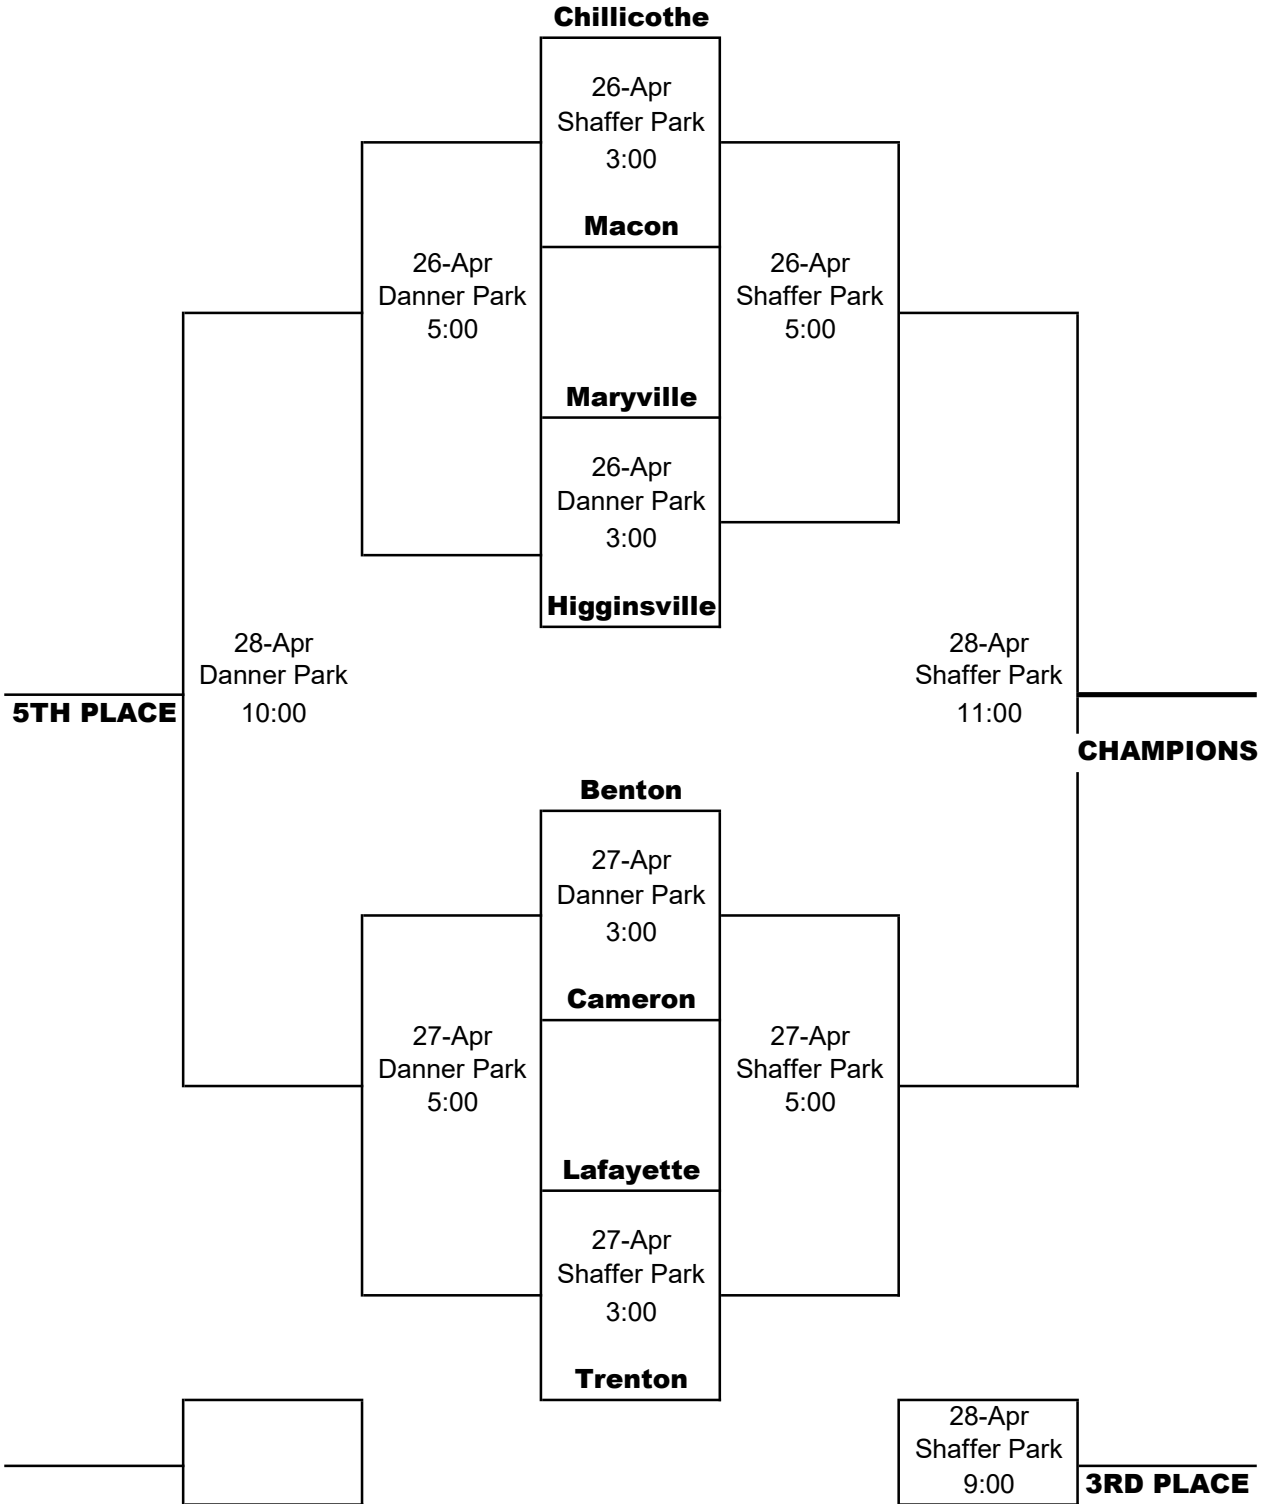 Chillicothe
26-Apr
Shaffer Park
3:00
Macon
26-Apr
Danner Park
5:00
26-Apr
Shaffer Park
5:00
Maryville
26-Apr
Danner Park
3:00
Higginsville
28-Apr
Danner Park
10:00
5TH PLACE
28-Apr
Shaffer Park
11:00
CHAMPIONS
Benton
27-Apr
Danner Park
3:00
Cameron
27-Apr
Danner Park
5:00
27-Apr
Shaffer Park
5:00
Lafayette
27-Apr
Shaffer Park
3:00
Trenton
28-Apr
Shaffer Park
9:00
3RD PLACE